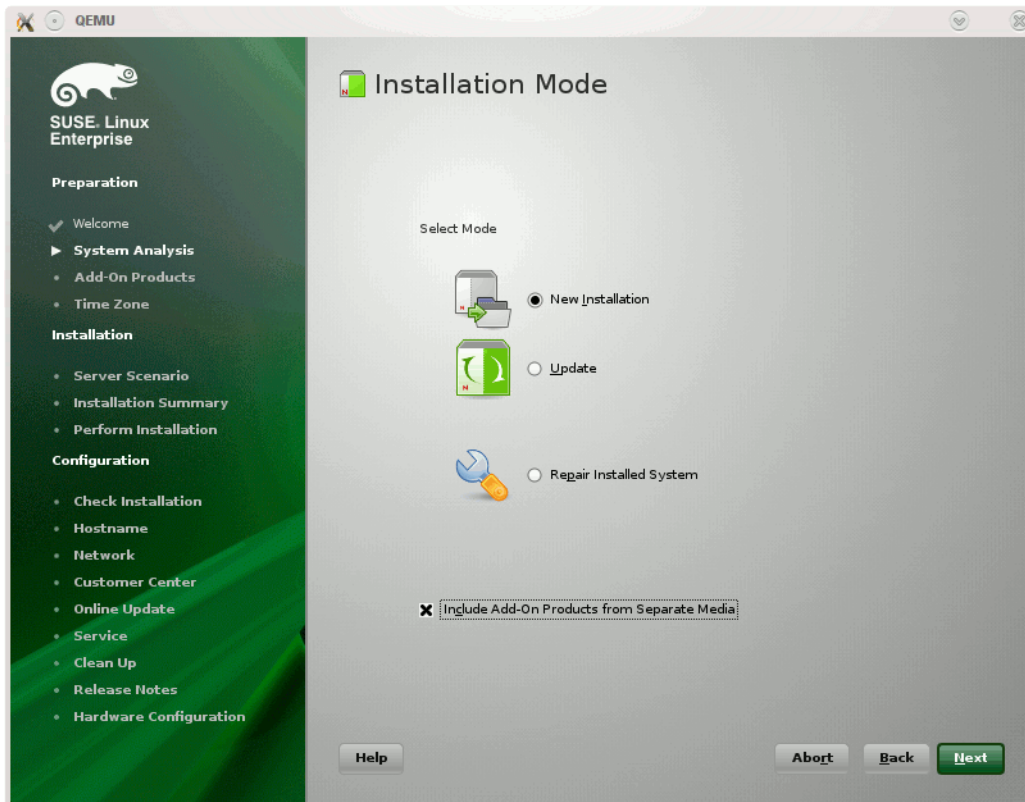 QEMU
SUSE. Linux
Enterprise
Preparation
Welcome
System Analysis
Add-On Products
Time Zone
Installation
Server Scenario
Installation Summary
Perform Installation
Configuration
Check Installation
Hostname
Network
Customer Center
Online Update
Service
Clean Up
Release Notes
Hardware Configuration
Installation Mode
Select Mode
New Installation
Update
Repair Installed System
Include Add-On Products from Separate Media
Help
Abort
Back
Next